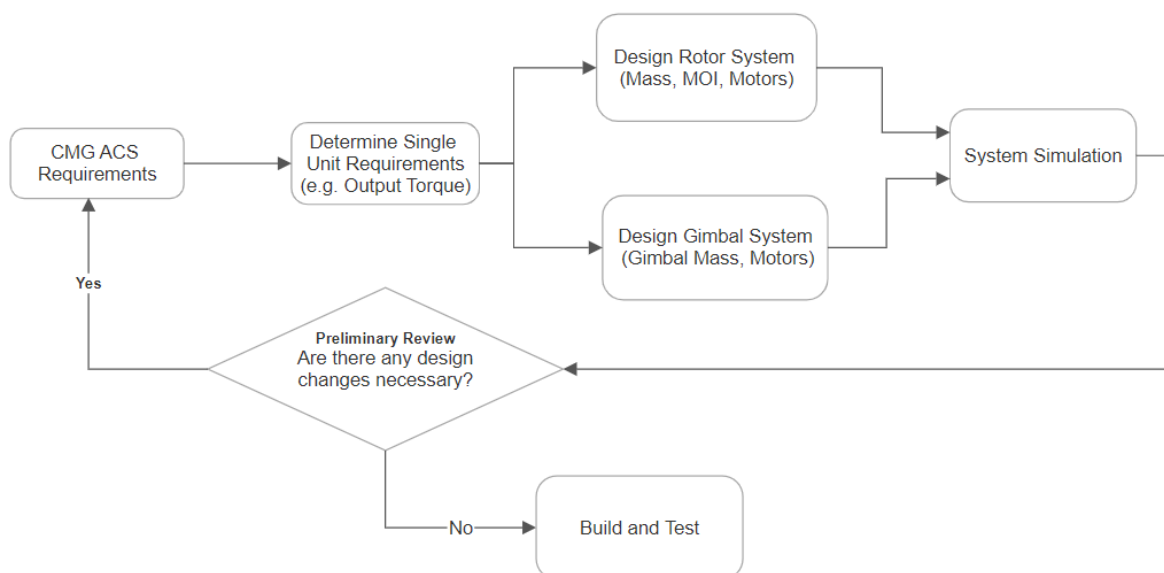 CMG ACS
Requirements
Determine Single
Unit Requirements
(e.g. Output Torque)
Design Rotor System
(Mass, MOI, Motors)
Design Gimbal System
(Gimbal Mass, Motors)
System Simulation
Preliminary Review
Are there any design
changes necessary?
Yes
No
Build and Test